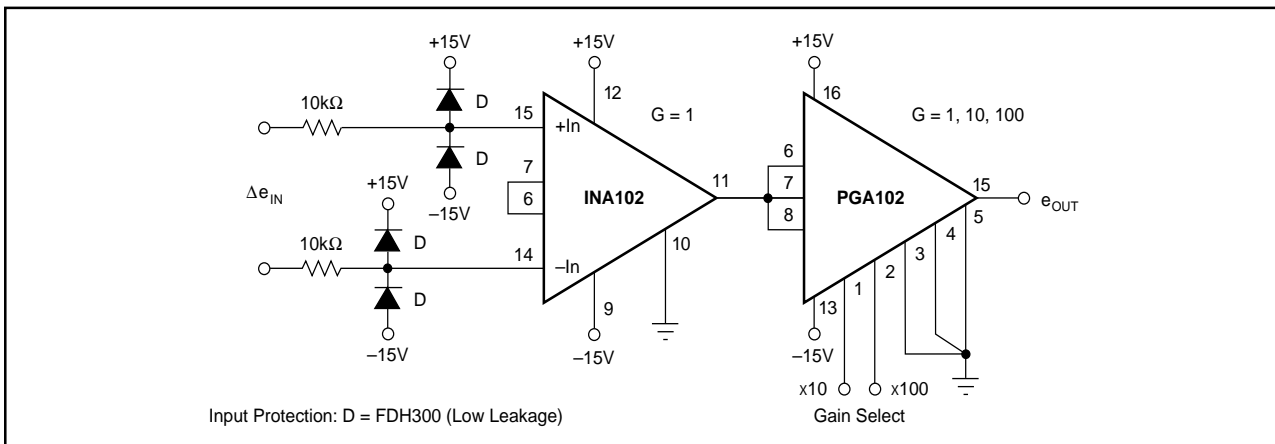 +15V
+15V
+15V
10kΩ
D
12
16
15
+In
G = 1
G = 1, 10, 100
D
7
6
6
+15V
–15V
11
7
15
INA102
PGA102
ΔeIN
8
5
eOUT
D
10
4
10kΩ
14
–In
3
2
D
9
13
1
–15V
–15V
–15V
x10
x100
Input Protection: D = FDH300 (Low Leakage)
Gain Select